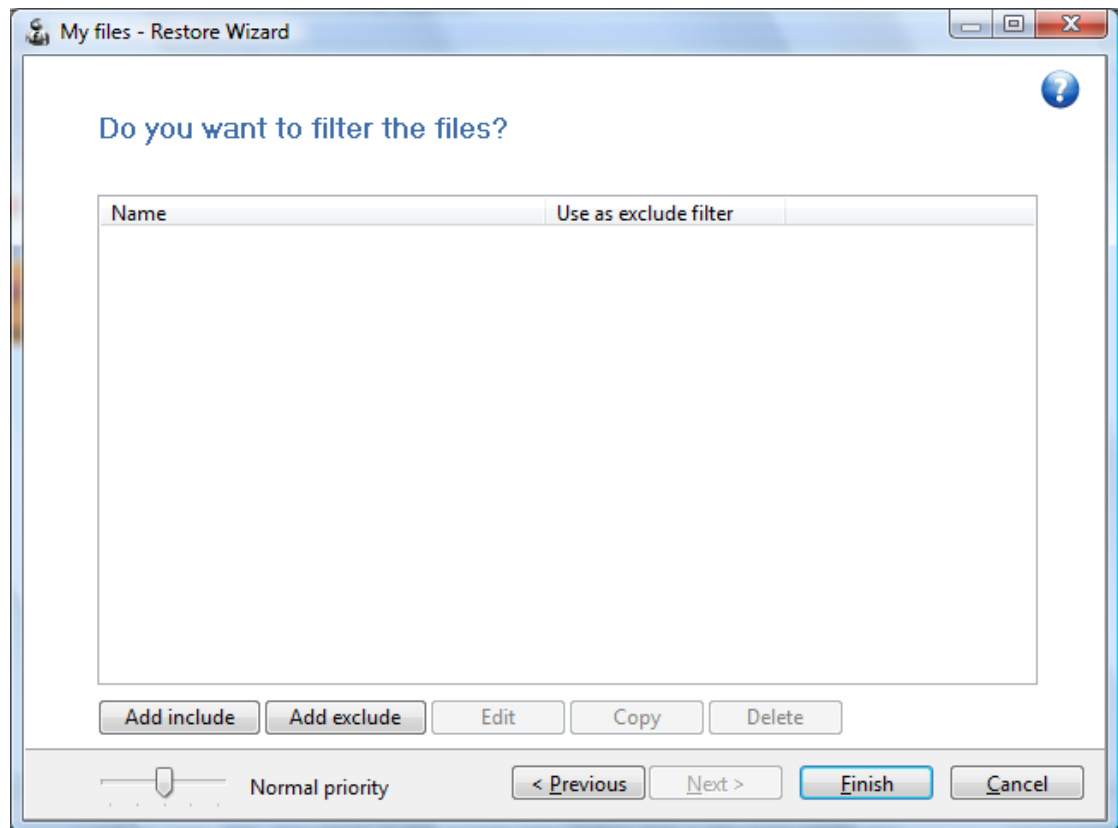 My files - Restore Wizard
?
Do you want to filter the files?
Name Use as exclude filter
Add include Add exclude Edit Copy Delete
Normal priority < Previous Next > Finish Cancel